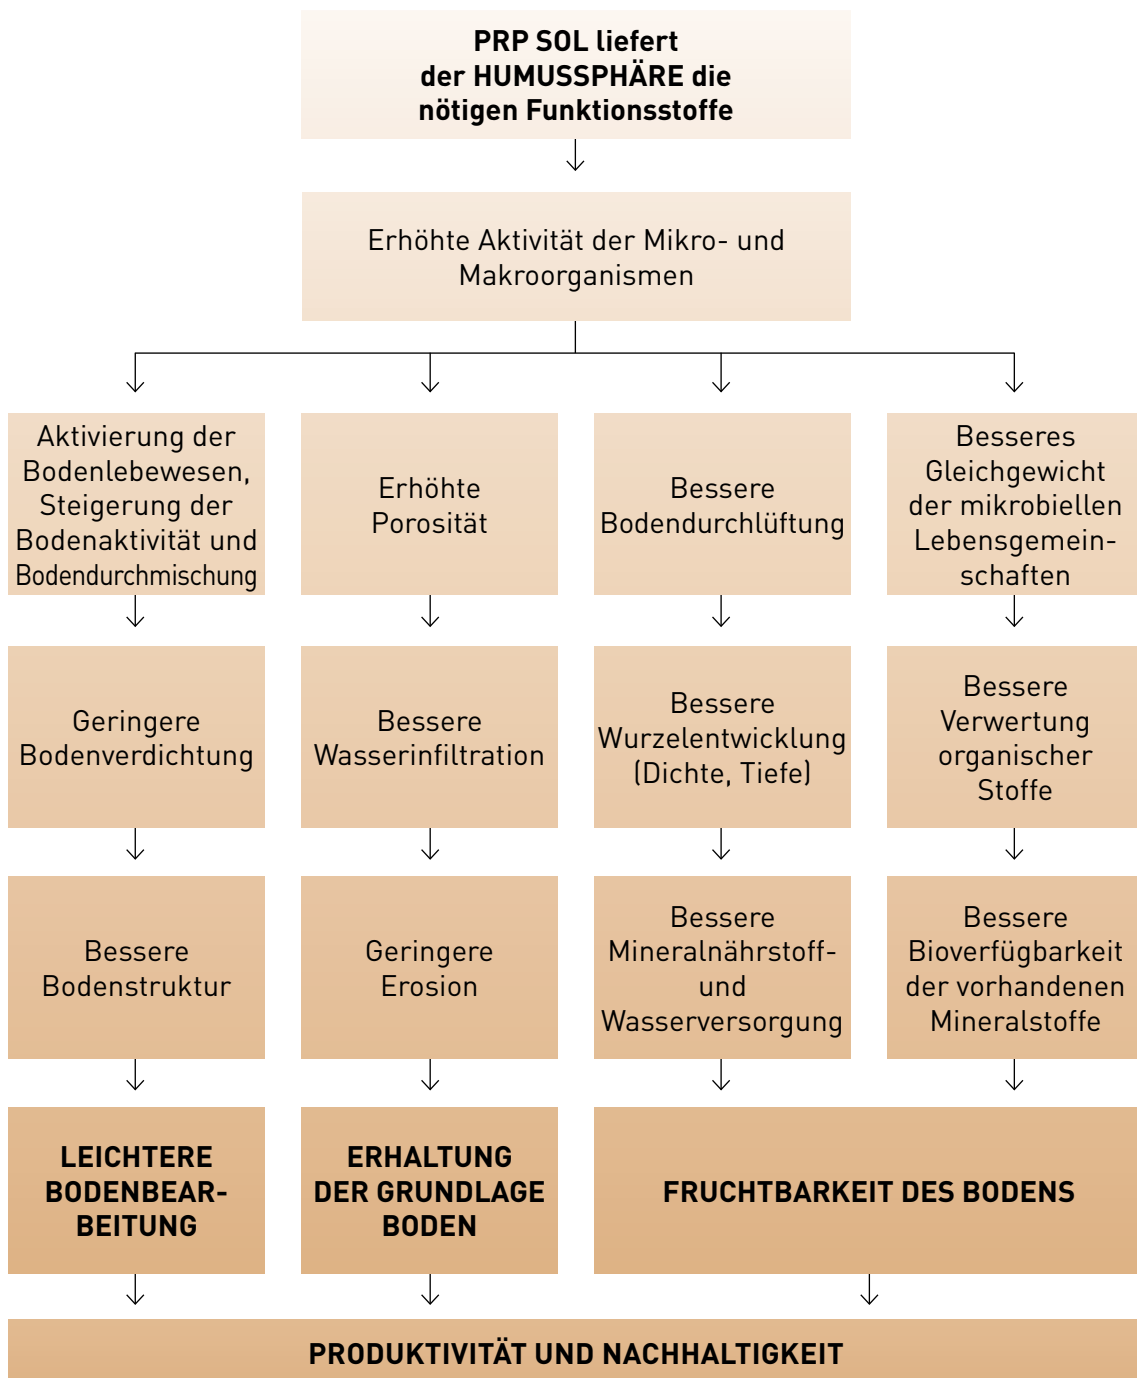 PRP SOL liefert
der HUMUSSPHÄRE die
nötigen Funktionsstoffe
Erhöhte Aktivität der Mikro- und
Makroorganismen
Aktivierung der
Bodenlebewesen,
Steigerung der
Bodenaktivität und
Bodendurchmischung
Erhöhte
Porosität
Bessere
Bodendurchlüftung
Besseres
Gleichgewicht
der mikrobiellen
Lebensgemein-
schaften
Geringere
Bodenverdichtung
Bessere
Wasserinfiltration
Bessere
Wurzelentwicklung
(Dichte, Tiefe)
Bessere
Verwertung
organischer
Stoffe
Bessere
Bodenstruktur
Geringere
Erosion
Bessere
Mineralnährstoff-
und
Wasserversorgung
Bessere
Bioverfügbarkeit
der vorhandenen
Mineralstoffe
LEICHTERE
BODENBEAR-
BEITUNG
ERHALTUNG
DER GRUNDLAGE
BODEN
FRUCHTBARKEIT DES BODENS
PRODUKTIVITÄT UND NACHHALTIGKEIT